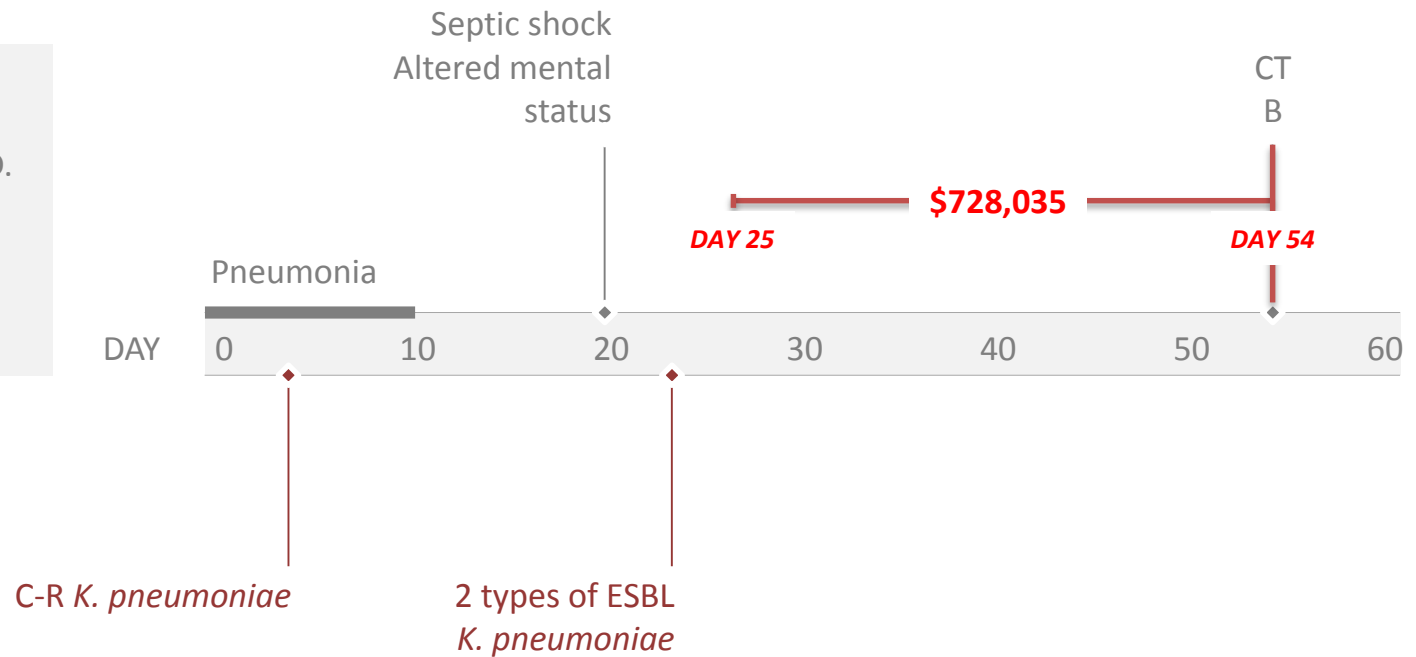 Septic shock
Altered mental
status
CT
B
$728,035
DAY 25
DAY 54
Pneumonia
DAY 0 10 20 30 40 50 60
C-R K. pneumoniae
2 types of ESBL
K. pneumoniae